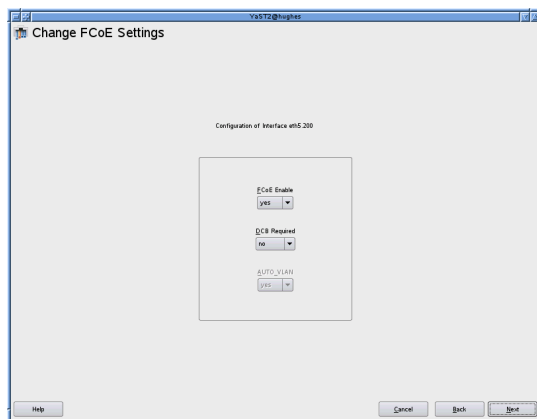 YaST2@hughes
Change FCoE Settings
Configuration of Interface eth5.200
FCoE Enable
yes
DCB Required
no
AUTO_VLAN
yes
Help
Cancel
Back
Next